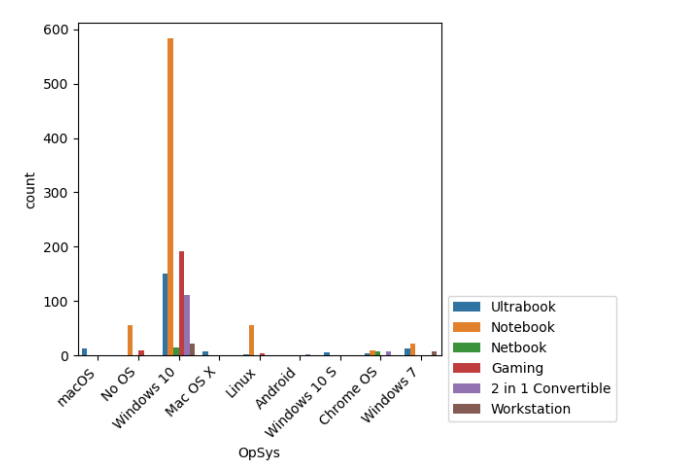 600
500
400
300
200
100
0
count
macOS
No OS
Windows 10
Mac OS X
Linux
Android
Windows 10 S
Chrome OS
Windows 7
OpSys
Ultrabook
Notebook
Netbook
Gaming
2 in 1 Convertible
Workstation